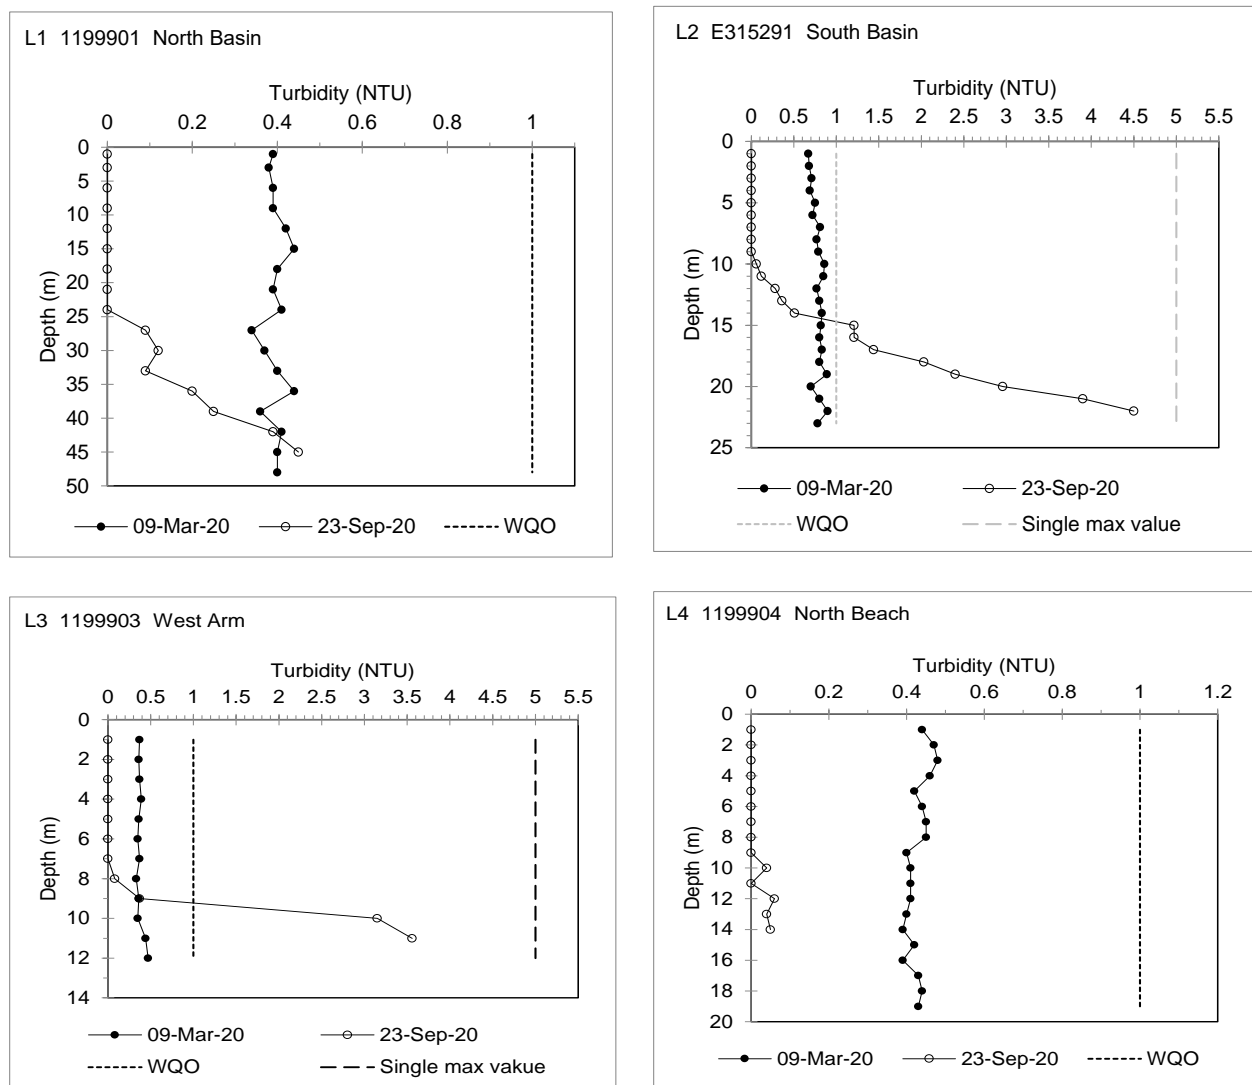 L1 1199901 North Basin
Turbidity (NTU)
0 0.2 0.4 0.6 0.8 1
0
5
10
15
20
25
30
35
40
45
50
Depth (m)
09-Mar-20 23-Sep-20 WQO
L2 E315291 South Basin
Turbidity (NTU)
0 0.5 1 1.5 2 2.5 3 3.5 4 4.5 5 5.5
0
5
10
15
20
25
Depth (m)
09-Mar-20 23-Sep-20
WQO Single max value
L3 1199903 West Arm
Turbidity (NTU)
0 0.5 1 1.5 2 2.5 3 3.5 4 4.5 5 5.5
0
2
4
6
8
10
12
14
Depth (m)
09-Mar-20 23-Sep-20
WQO Single max vakue
L4 1199904 North Beach
Turbidity (NTU)
0 0.2 0.4 0.6 0.8 1 1.2
0
2
4
6
8
10
12
14
16
18
20
Depth (m)
09-Mar-20 23-Sep-20 WQO